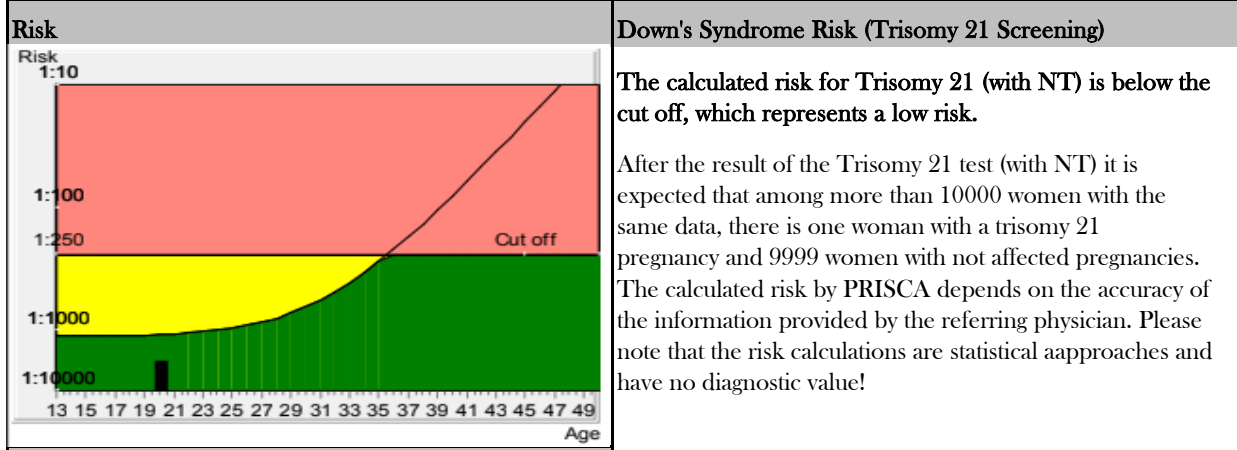 Risk
Risk
1:10
1:100
1:250
Cut off
1:1000
1:10000
13 15 17 19 21 23 25 27 29 31 33 35 37 39 41 43 45 47 49
Age
Down's Syndrome Risk (Trisomy 21 Screening)
The calculated risk for Trisomy 21 (with NT) is below the
cut off, which represents a low risk.
After the result of the Trisomy 21 test (with NT) it is
expected that among more than 10000 women with the
same data, there is one woman with a trisomy 21
pregnancy and 9999 women with not affected pregnancies.
The calculated risk by PRISCA depends on the accuracy of
the information provided by the referring physician. Please
note that the risk calculations are statistical aapproaches and
have no diagnostic value!